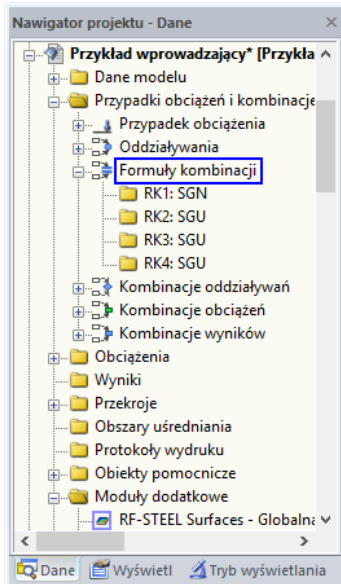 Nawigator projektu - Dane
Przykład wprowadzający* [Przykła
Dane modelu
Przypadki obciążeń i kombinacje
Przypadek obciążenia
Oddziaływania
Formuły kombinacji
RK1: SGN
RK2: SGU
RK3: SGU
RK4: SGU
Kombinacje oddziaływań
Kombinacje obciążeń
Kombinacje wyników
Obciążenia
Wyniki
Przekroje
Obszary uśredniania
Protokoły wydruku
Obiekty pomocnicze
Moduły dodatkowe
RF-STEEL Surfaces - Globalna
Dane Wyświetl Tryb wyświetlania